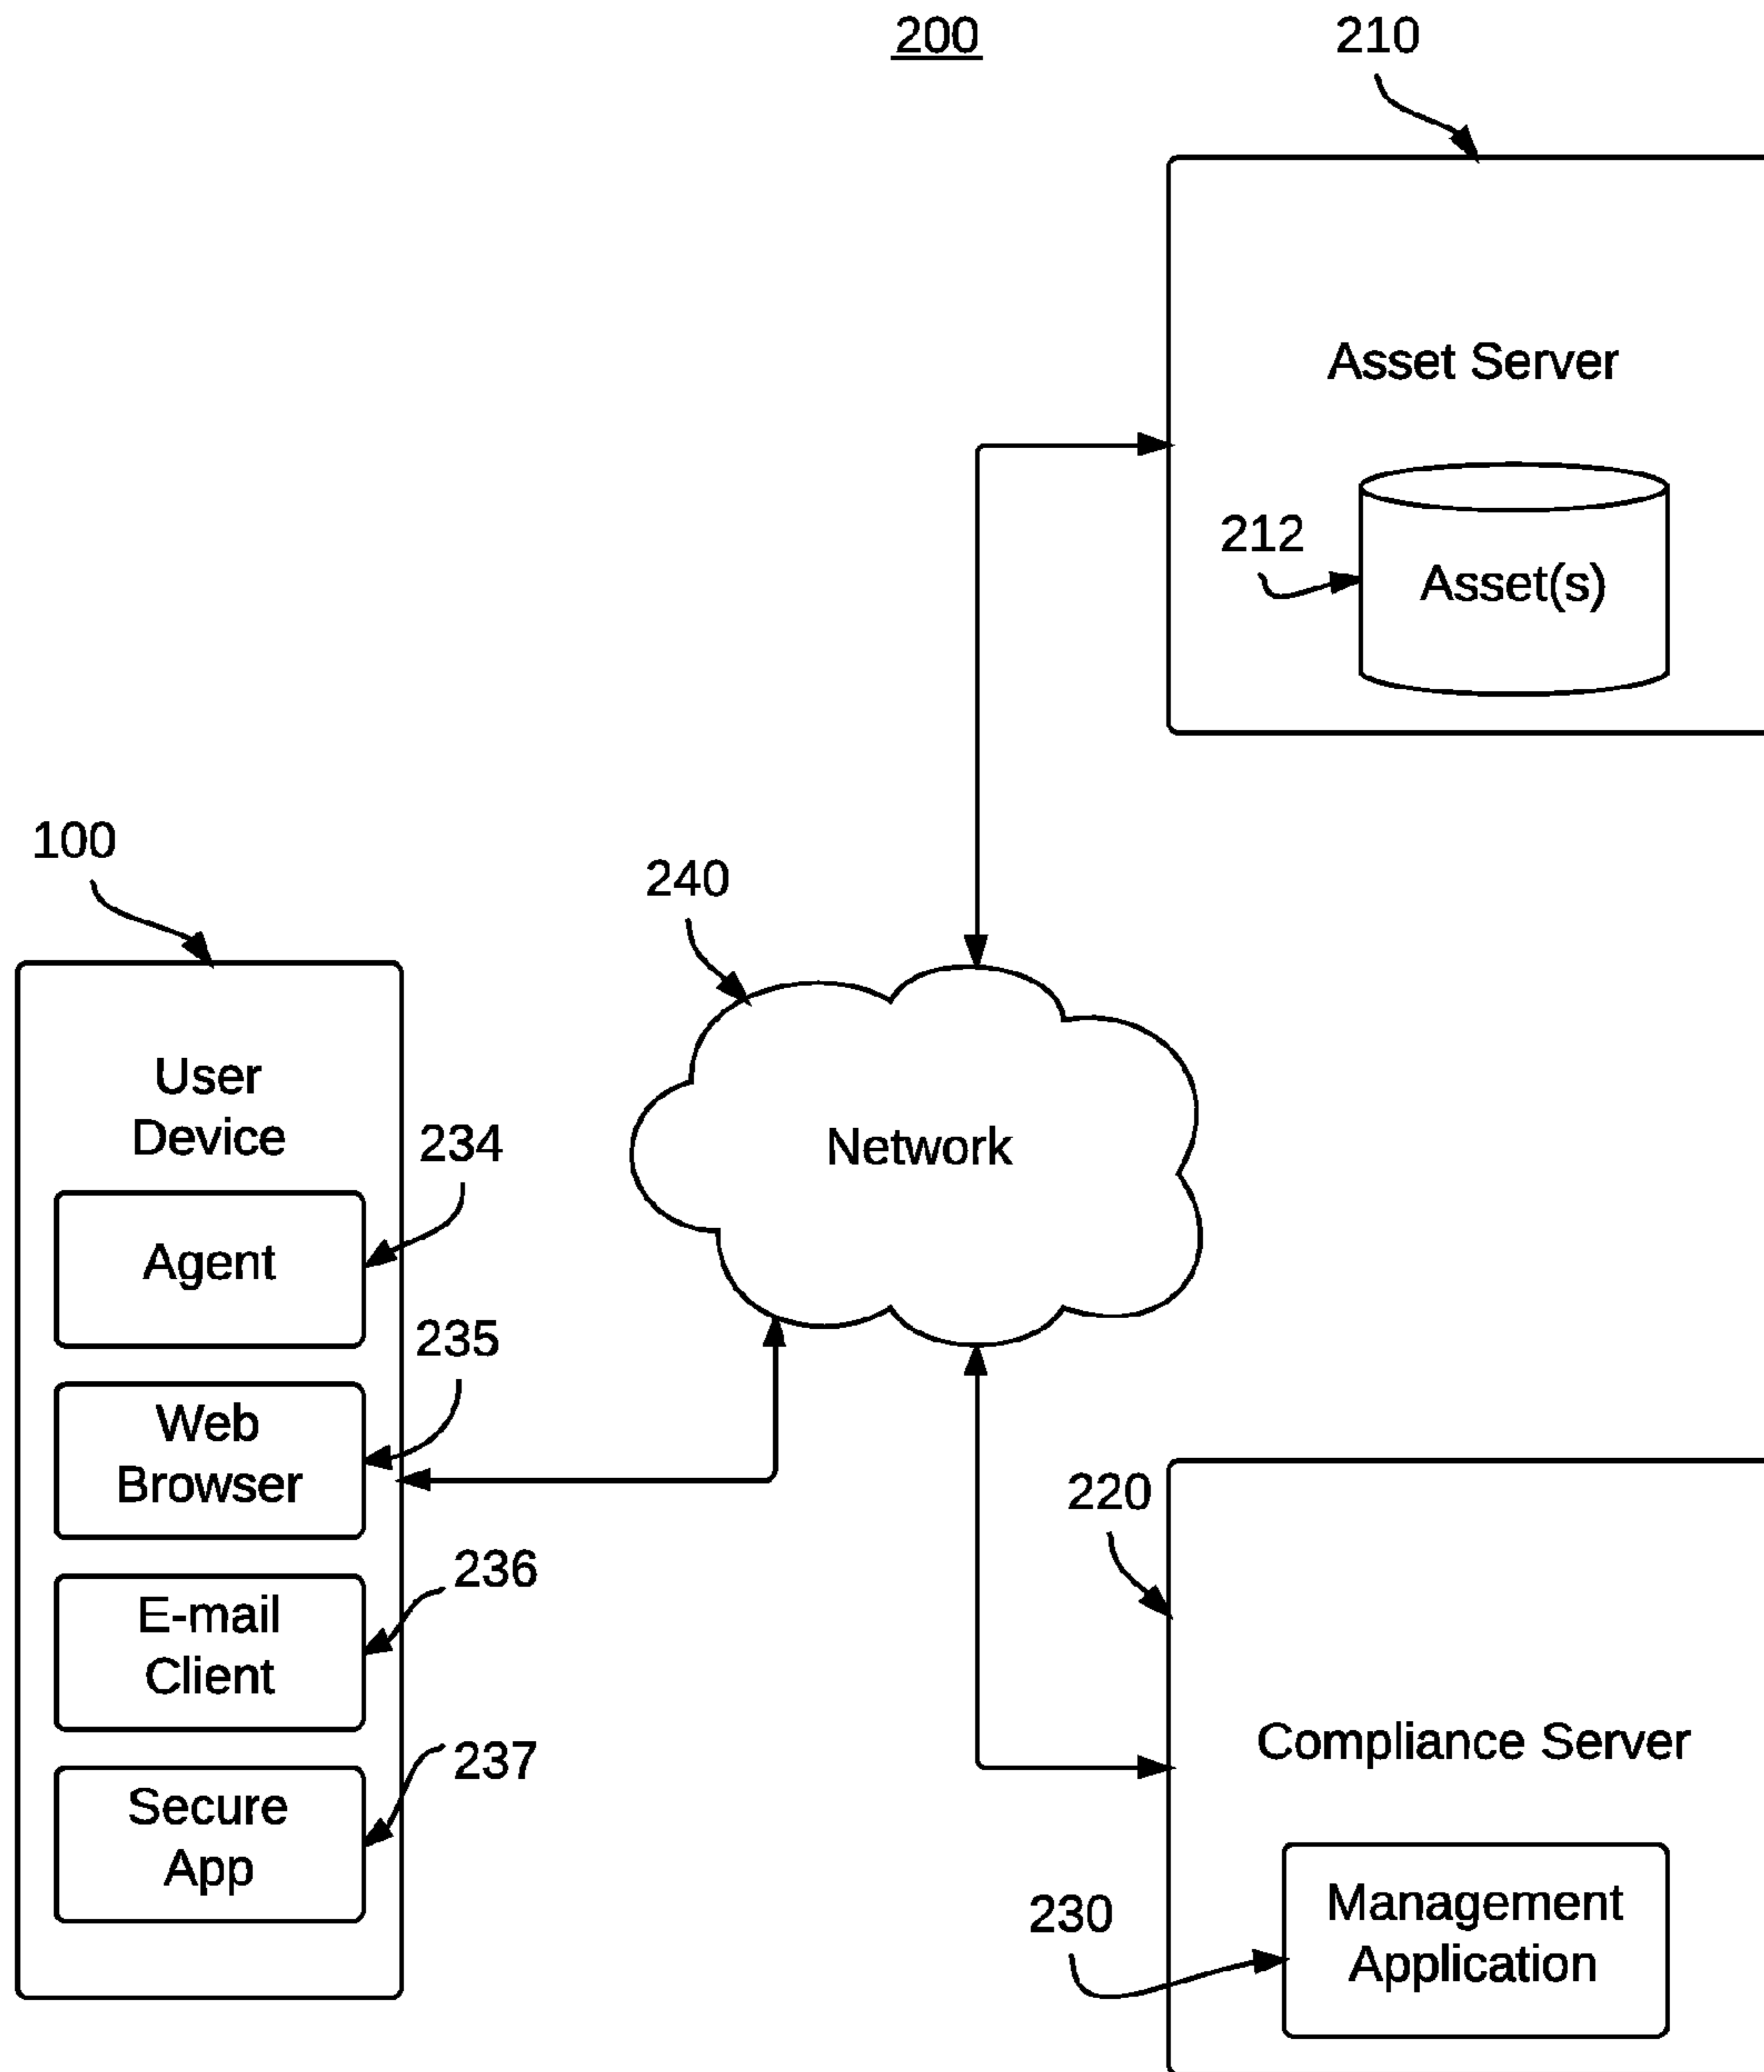 200
210
Asset Server
212
Asset(s)
100
240
User
Device
234
Network
Agent
235
Web
Browser
220
236
E-mail
Client
Compliance Server
237
Secure
App
230
Management
Application